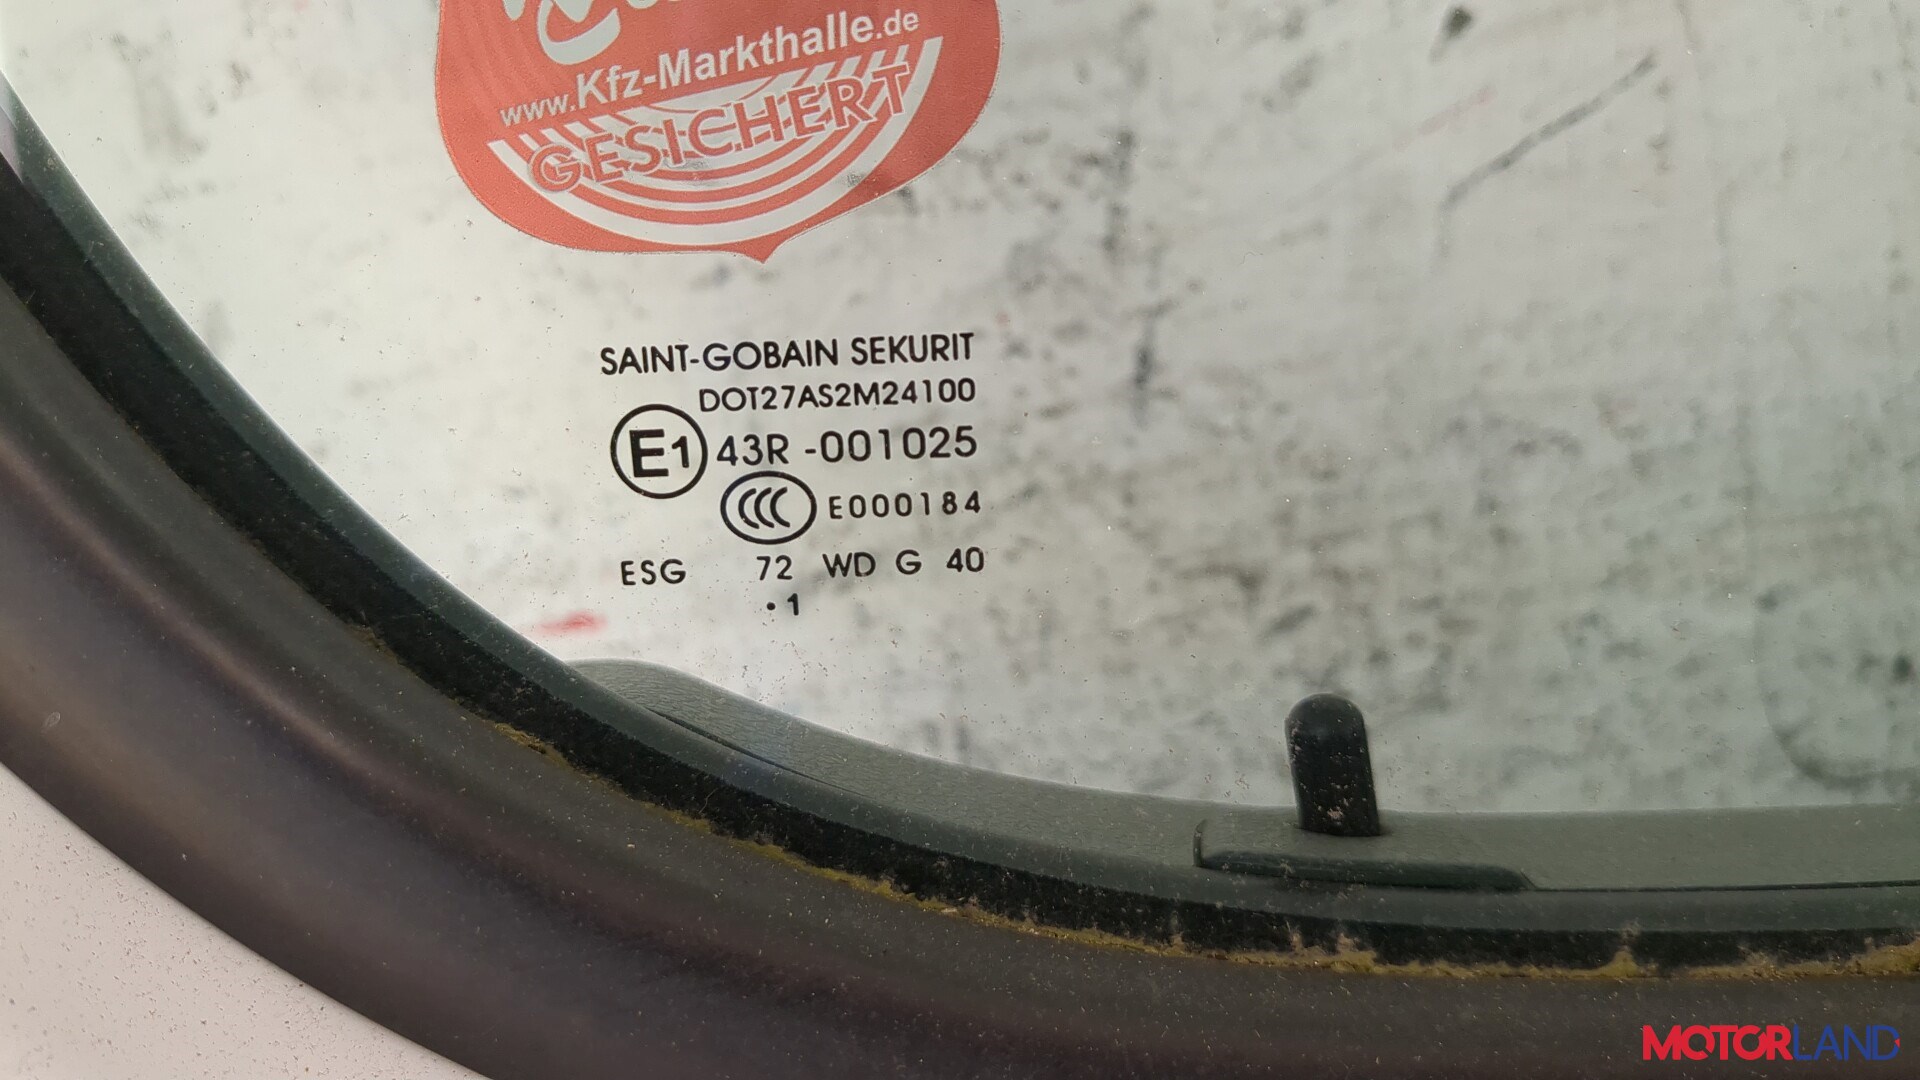 www.Kfz-Markthalle.de
GESICHERT
SAINT-GOBAIN SEKURIT
DOT27AS2M24100
E1 43R -001025
CCC E000184
ESG 72 WD G 40
•1
MOTORLAND